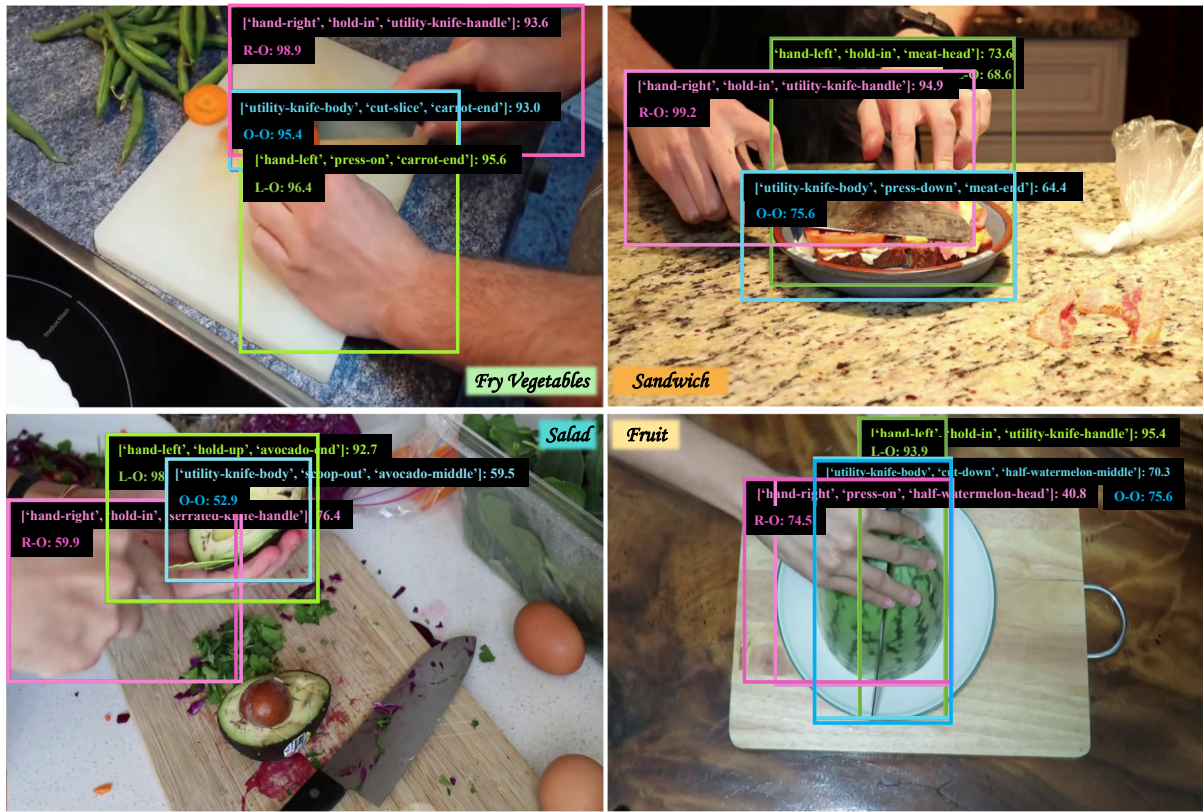 ['hand-right', 'hold-in', 'utility-knife-handle']: 93.6
R-O: 98.9
['utility-knife-body', 'cut-slice', 'carrot-end']: 93.0
O-O: 95.4
['hand-left', 'press-on', 'carrot-end']: 95.6
L-O: 96.4
Induction
Fry Vegetables
'hand-left', 'hold-in', 'meat-head']: 73.6
L-O: 68.6
['hand-right', 'hold-in', 'utility-knife-handle']: 94.9
R-O: 99.2
['utility-knife-body', 'press-down', 'meat-end']: 64.4
O-O: 75.6
Sandwich
Salad
['hand-left', 'hold-up', 'avocado-end']: 92.7
L-O: 98
['utility-knife-body', 'scoop-out', 'avocado-middle']: 59.5
O-O: 52.9
['hand-right', 'hold-in', 'serrated-knife-handle']: 76.4
R-O: 59.9
Fruit
['hand-left', 'hold-in', 'utility-knife-handle']: 95.4
L-O: 93.9
['utility-knife-body', 'cut-down', 'half-watermelon-middle']: 70.3
O-O: 75.6
['hand-right', 'press-on', 'half-watermelon-head']: 40.8
R-O: 74.5